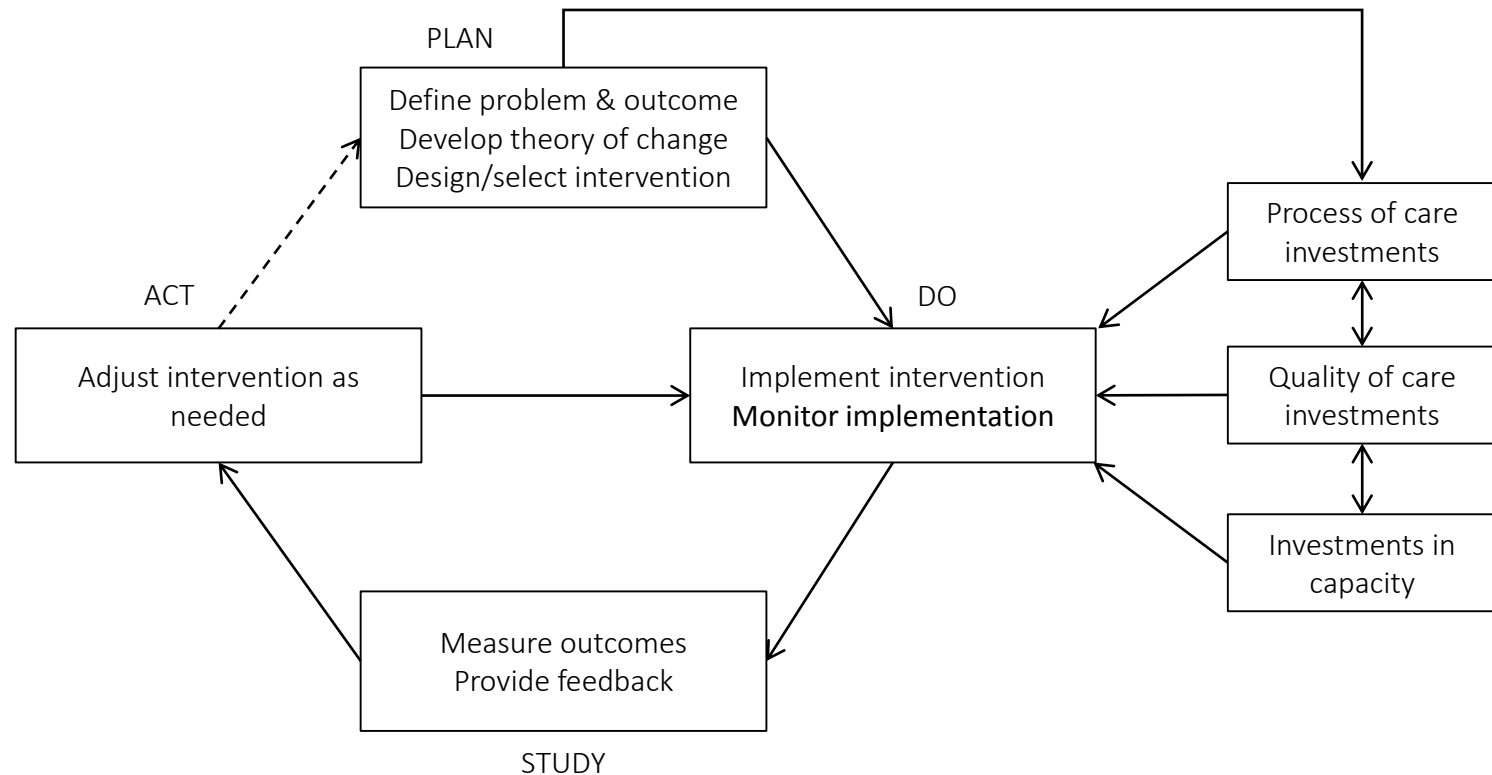 PLAN
Define problem & outcome
Develop theory of change
Design/select intervention
Process of care
investments
ACT
DO
Adjust intervention as
needed
Implement intervention
Monitor implementation
Quality of care
investments
Investments in
capacity
Measure outcomes
Provide feedback
STUDY